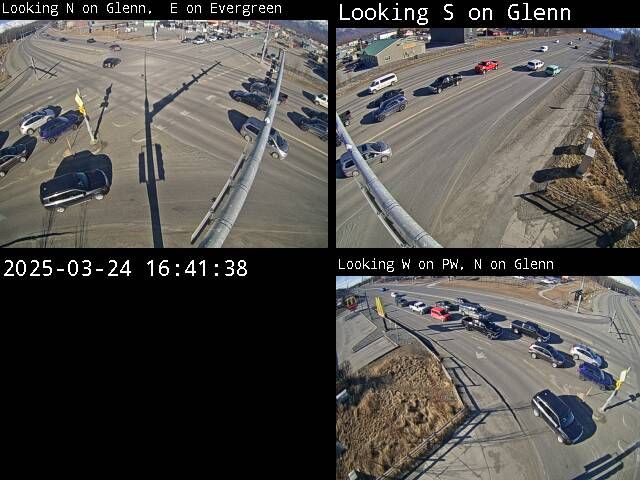 Looking N on Glenn,  E on Evergreen
Looking S on Glenn
2025-03-24 16:41:38
Looking W on PW, N on Glenn